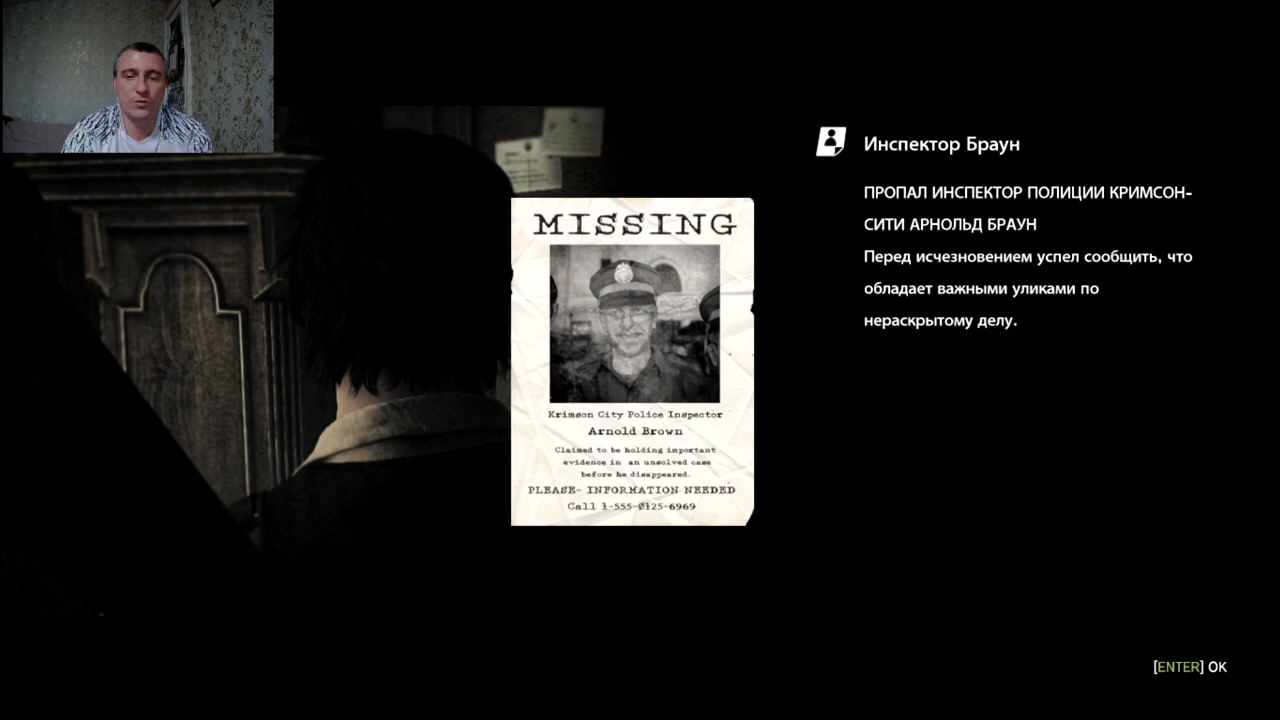 MISSING
Krimson City Police Inspector
Arnold Brown
Claimed to be holding important
evidence in an unsolved case
before he disappeared.
PLEASE- INFORMATION NEEDED
Call 1-555-0125-6969
Инспектор Браун
ПРОПАЛ ИНСПЕКТОР ПОЛИЦИИ КРИМСОН-
СИТИ АРНОЛЬД БРАУН
Перед исчезновением успел сообщить, что
обладает важными уликами по
нераскрытому делу.
[ENTER] OK